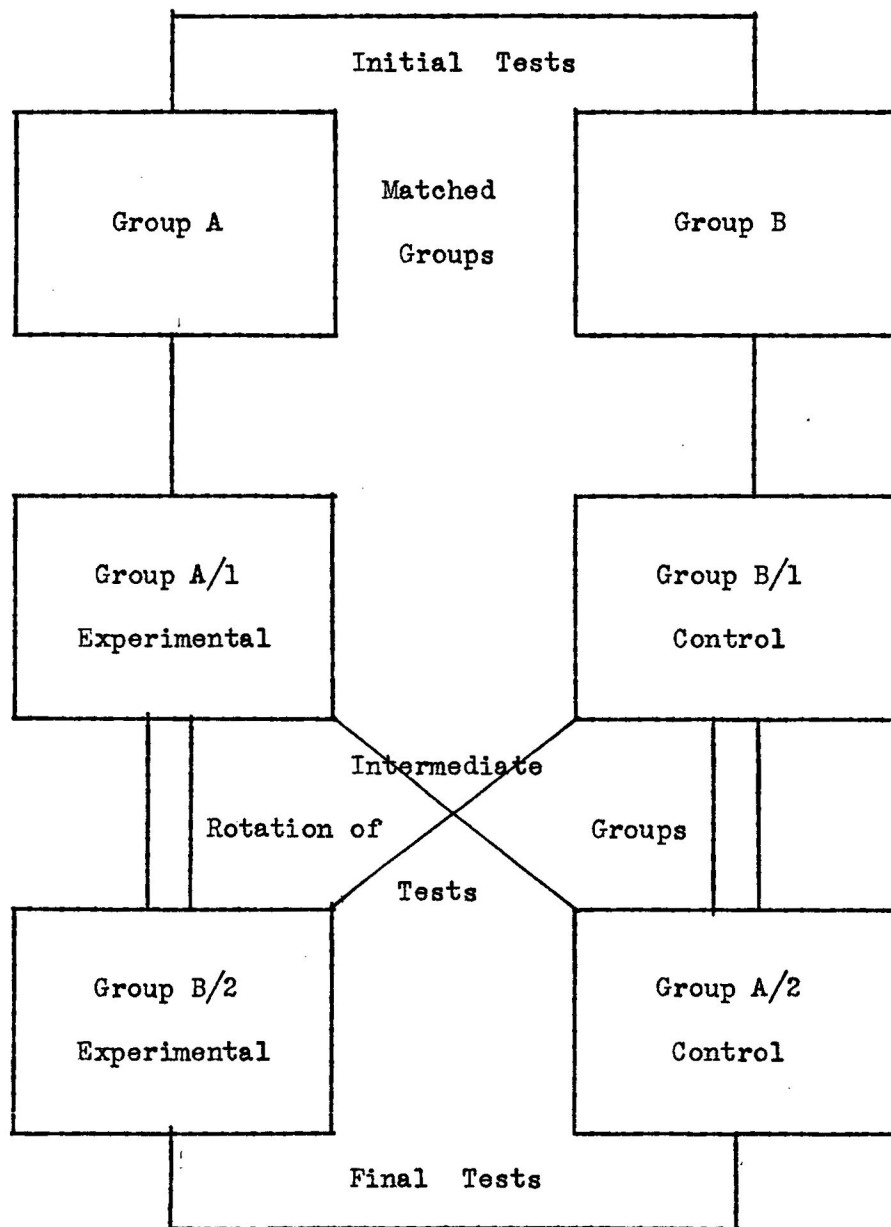 Initial Tests
Group A
Matched
Groups
Group B
Group A/1
Experimental
Group B/1
Control
Intermediate
Rotation of
Groups
Tests
Group B/2
Experimental
Group A/2
Control
Final Tests